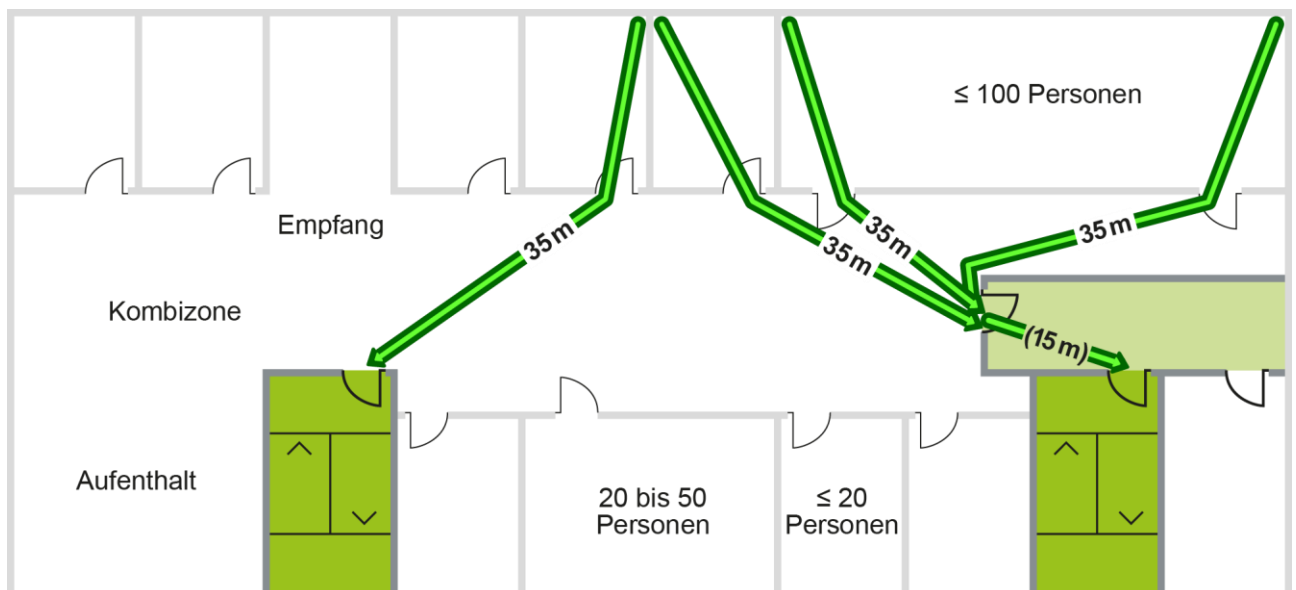 ≤ 100 Personen
Empfang
35 m
35 m
35 m
35 m
Kombizone
(15 m)
Aufenthalt
20 bis 50
Personen
≤ 20
Personen